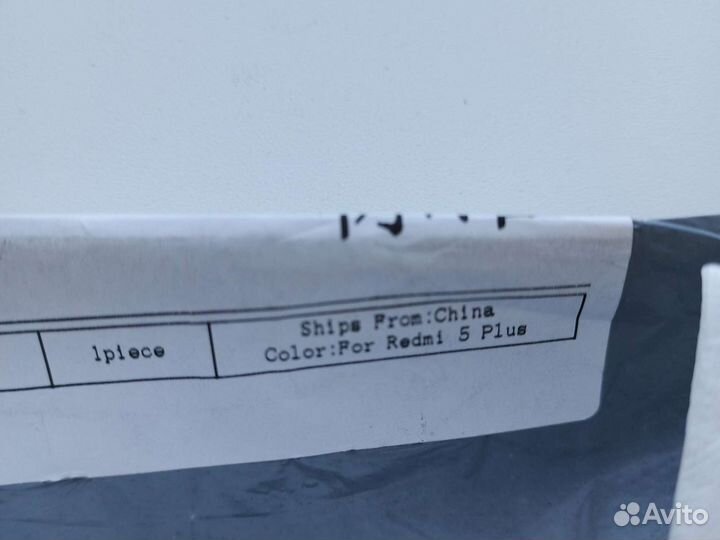 1piece
Ships From:China
Color:For Redmi 5 Plus
Avito